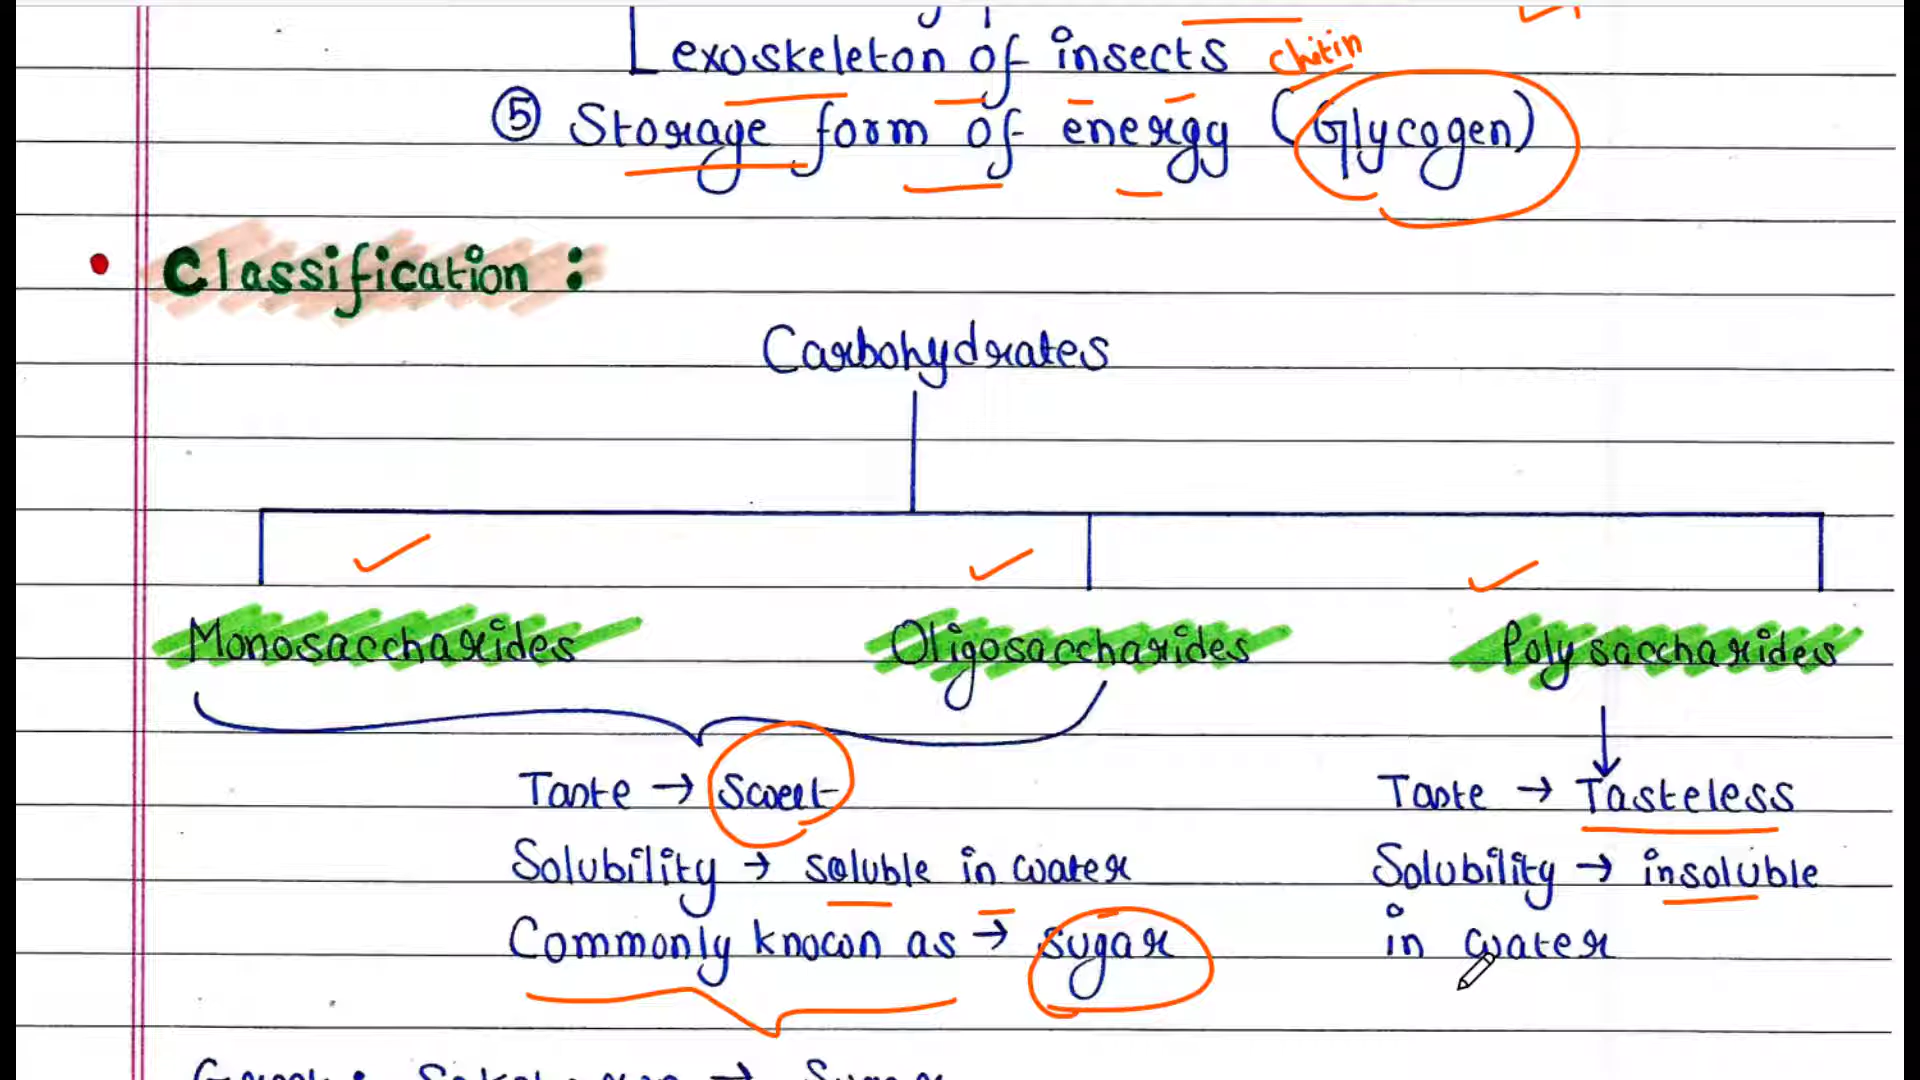 exoskeleton of insects chitin
⑤ Storage form of energy (Glycogen)
• Classification :
Carbohydrates
Monosaccharides Oligosaccharides Polysaccharides
Taste → Sweet Taste → Tasteless
Solubility → soluble in water Solubility → insoluble
Commonly known as → sugar in water